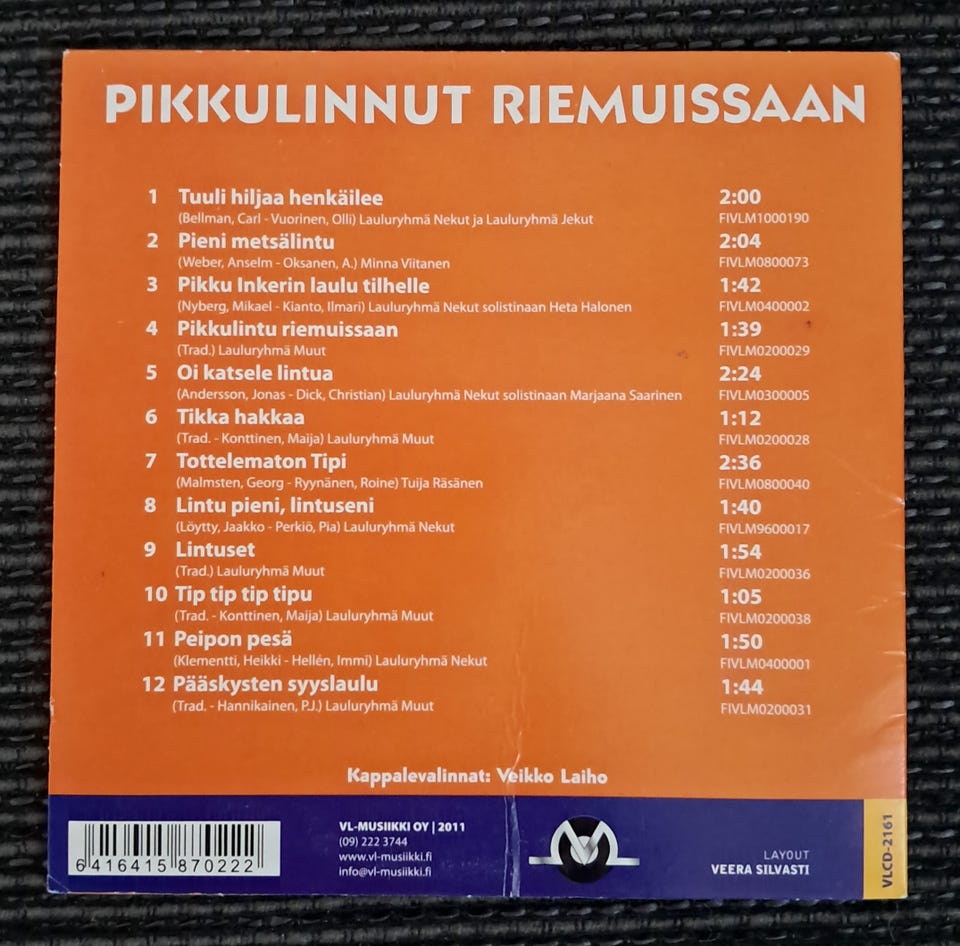 PIKKULINNUT RIEMUISSAAN
1 Tuuli hiljaa henkäilee 2:00
(Bellman, Carl - Vuorinen, Olli) Lauluryhmä Nekut ja Lauluryhmä Jekut FIVLM1000190
2 Pieni metsälintu 2:04
(Weber, Anselm - Oksanen, A.) Minna Viitanen FIVLM0800073
3 Pikku Inkerin laulu tilhelle 1:42
(Nyberg, Mikael - Kianto, Ilmari) Lauluryhmä Nekut solistinaan Heta Halonen FIVLM0400002
4 Pikkulintu riemuissaan 1:39
(Trad.) Lauluryhmä Muut FIVLM0200029
5 Oi katsele lintua 2:24
(Andersson, Jonas - Dick, Christian) Lauluryhmä Nekut solistinaan Marjaana Saarinen FIVLM0300005
6 Tikka hakkaa 1:12
(Trad. - Konttinen, Maija) Lauluryhmä Muut FIVLM0200028
7 Tottelematon Tipi 2:36
(Malmsten, Georg - Ryynänen, Roine) Tuija Räsänen FIVLM0800040
8 Lintu pieni, lintuseni 1:40
(Löytty, Jaakko - Perkiö, Pia) Lauluryhmä Nekut FIVLM9600017
9 Lintuset 1:54
(Trad.) Lauluryhmä Muut FIVLM0200036
10 Tip tip tip tipu 1:05
(Trad. - Konttinen, Maija) Lauluryhmä Muut FIVLM0200038
11 Peipon pesä 1:50
(Klementti, Heikki - Hellén, Immi) Lauluryhmä Nekut FIVLM0400001
12 Pääskysten syyslaulu 1:44
(Trad. - Hannikainen, P.J.) Lauluryhmä Muut FIVLM0200031
Kappalevalinnat: Veikko Laiho
6 416415 870222
VL-MUSIIKKI OY | 2011
(09) 222 3744
www.vl-musiikki.fi
info@vl-musiikki.fi
LAYOUT
VEERA SILVASTI
VLCD-2161